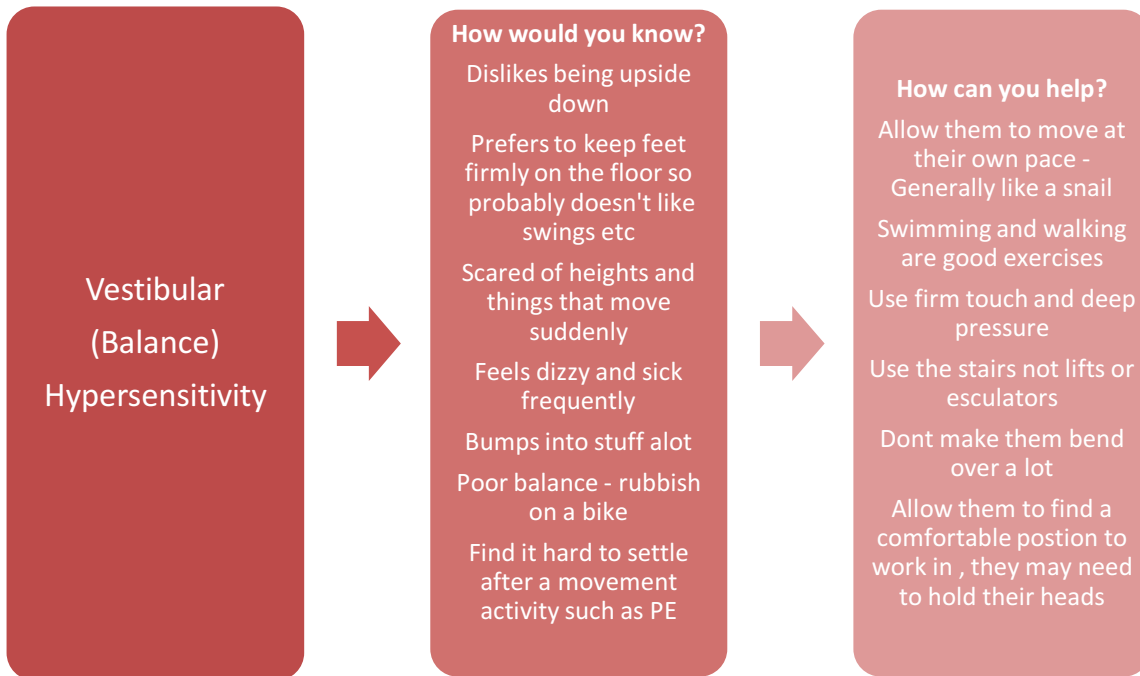 Vestibular
(Balance)
Hypersensitivity
How would you know?
Dislikes being upside
down
Prefers to keep feet
firmly on the floor so
probably doesn't like
swings etc
Scared of heights and
things that move
suddenly
Feels dizzy and sick
frequently
Bumps into stuff alot
Poor balance - rubbish
on a bike
Find it hard to settle
after a movement
activity such as PE
How can you help?
Allow them to move at
their own pace -
Generally like a snail
Swimming and walking
are good exercises
Use firm touch and deep
pressure
Use the stairs not lifts or
esculators
Dont make them bend
over a lot
Allow them to find a
comfortable postion to
work in , they may need
to hold their heads